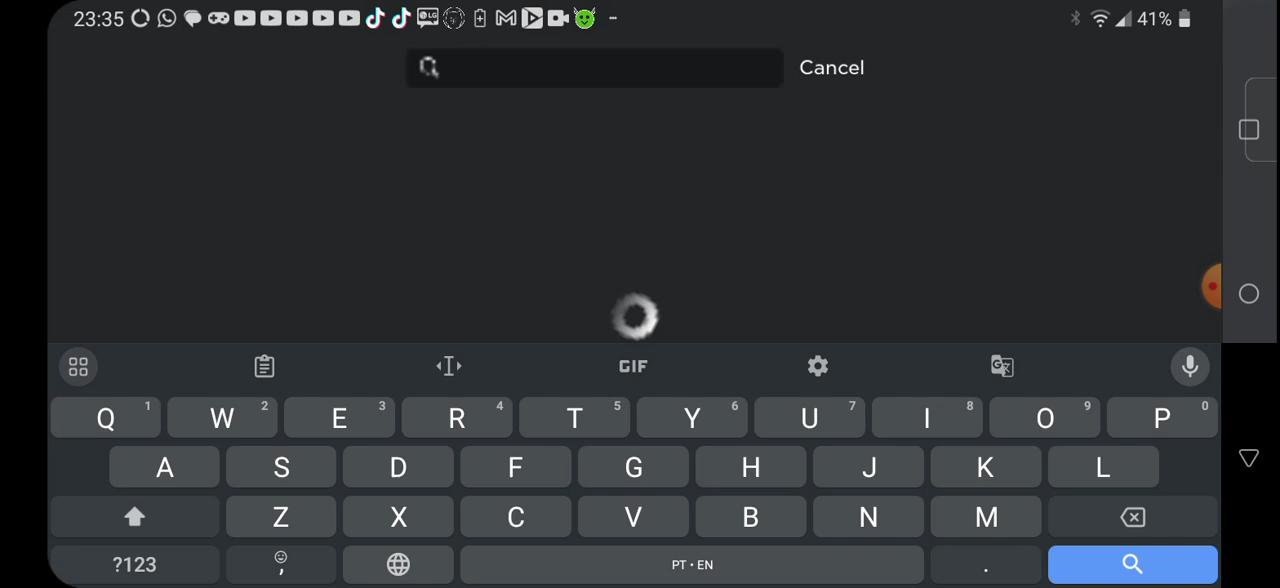 23:35 41%
Cancel
GIF
Q 1 W 2 E 3 R 4 T 5 Y 6 U 7 I 8 O 9 P 0
A S D F G H J K L
Z X C V B N M
?123 , PT • EN .